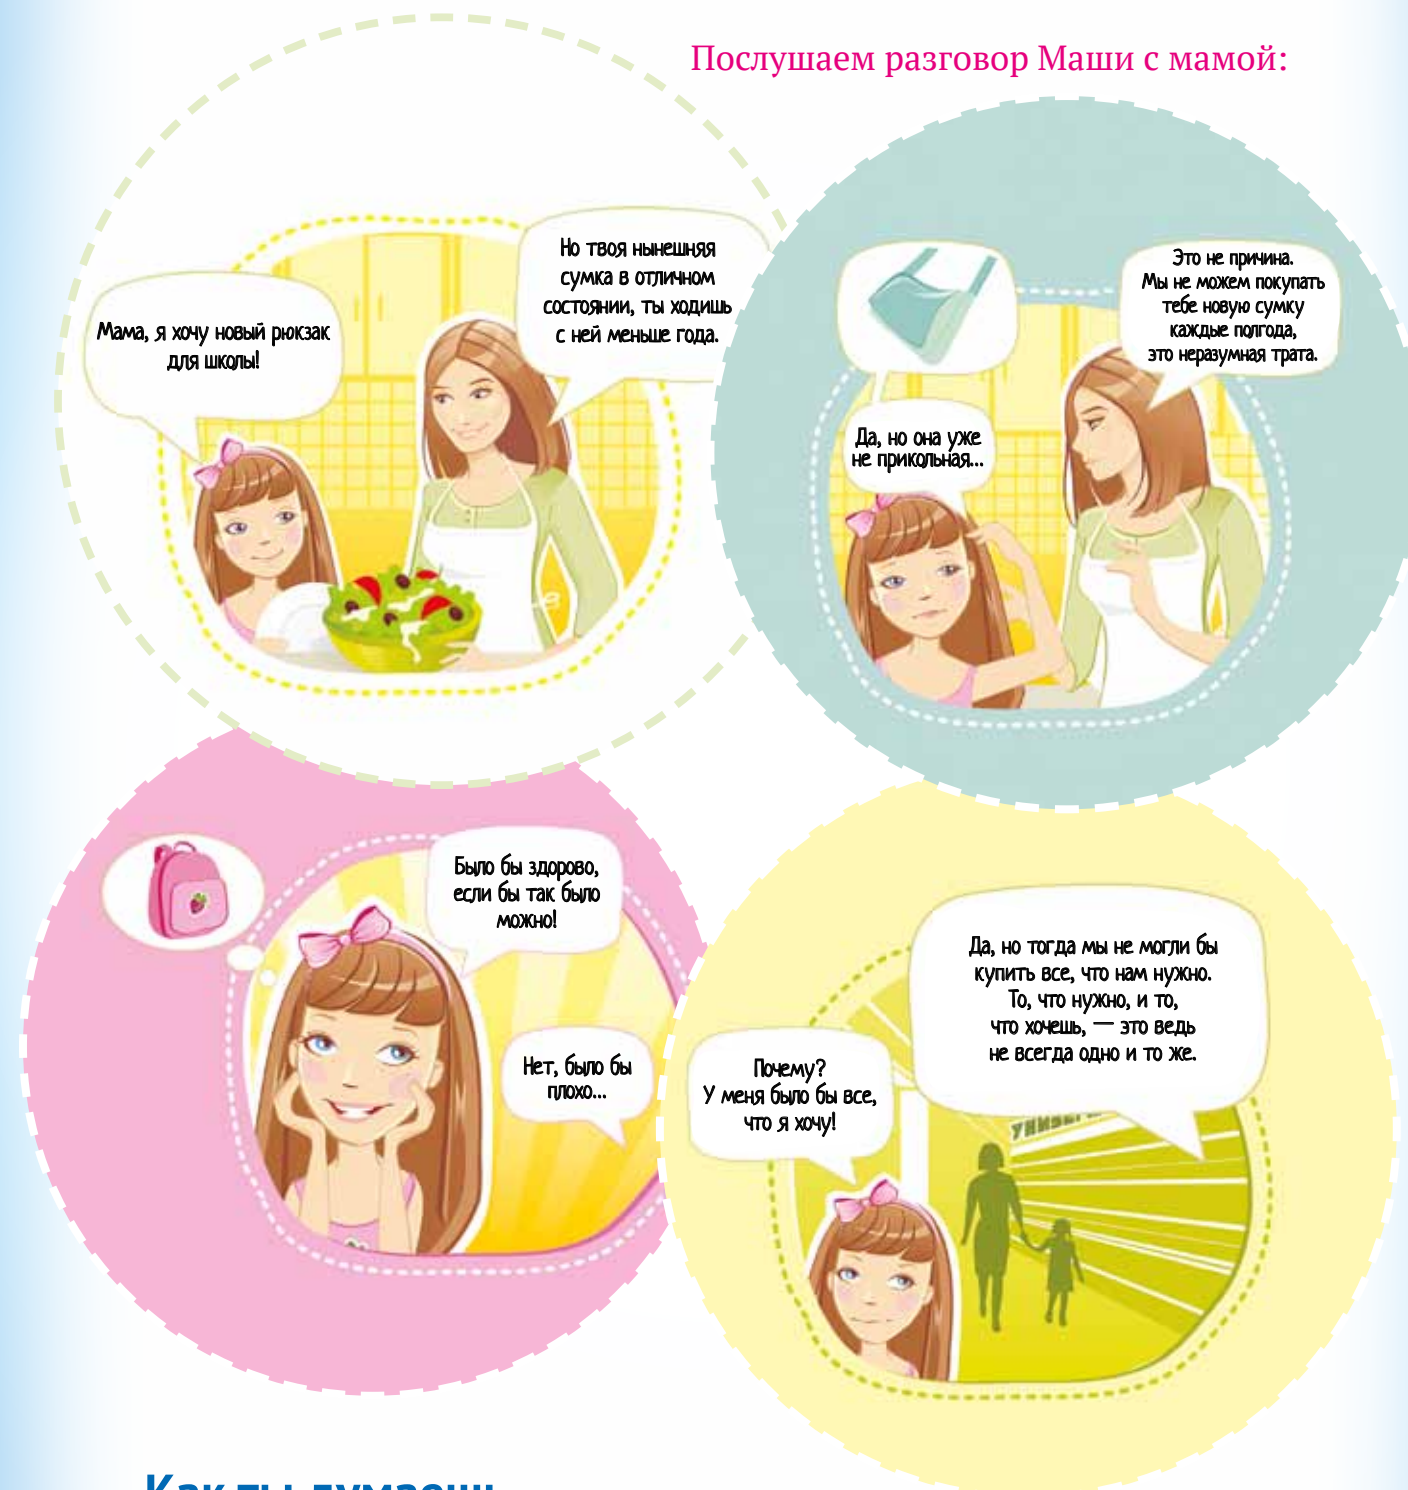 Послушаем разговор Маши с мамой:
Мама, я хочу новый рюкзак
для школы!
Но твоя нынешняя
сумка в отличном
состоянии, ты ходишь
с ней меньше года.
Да, но она уже
не прикольная...
Это не причина.
Мы не можем покупать
тебе новую сумку
каждые полгода,
это неразумная трата.
Было бы здорово,
если бы так было
можно!
Нет, было бы
плохо...
Почему?
У меня было бы все,
что я хочу!
Да, но тогда мы не могли бы
купить все, что нам нужно.
То, что нужно, и то,
что хочешь, — это ведь
не всегда одно и то же.
Как ты думаешь